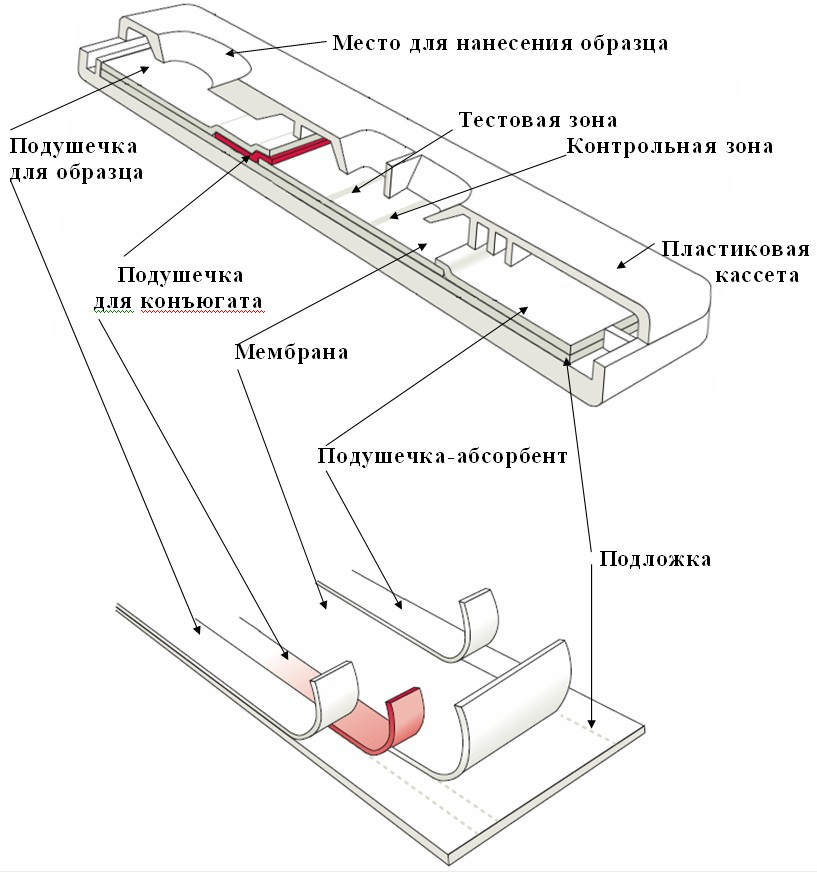 Место для нанесения образца
Тестовая зона
Контрольная зона
Подушечка
для образца
Пластиковая
кассета
Подушечка
для конъюгата
Мембрана
Подушечка-абсорбент
Подложка